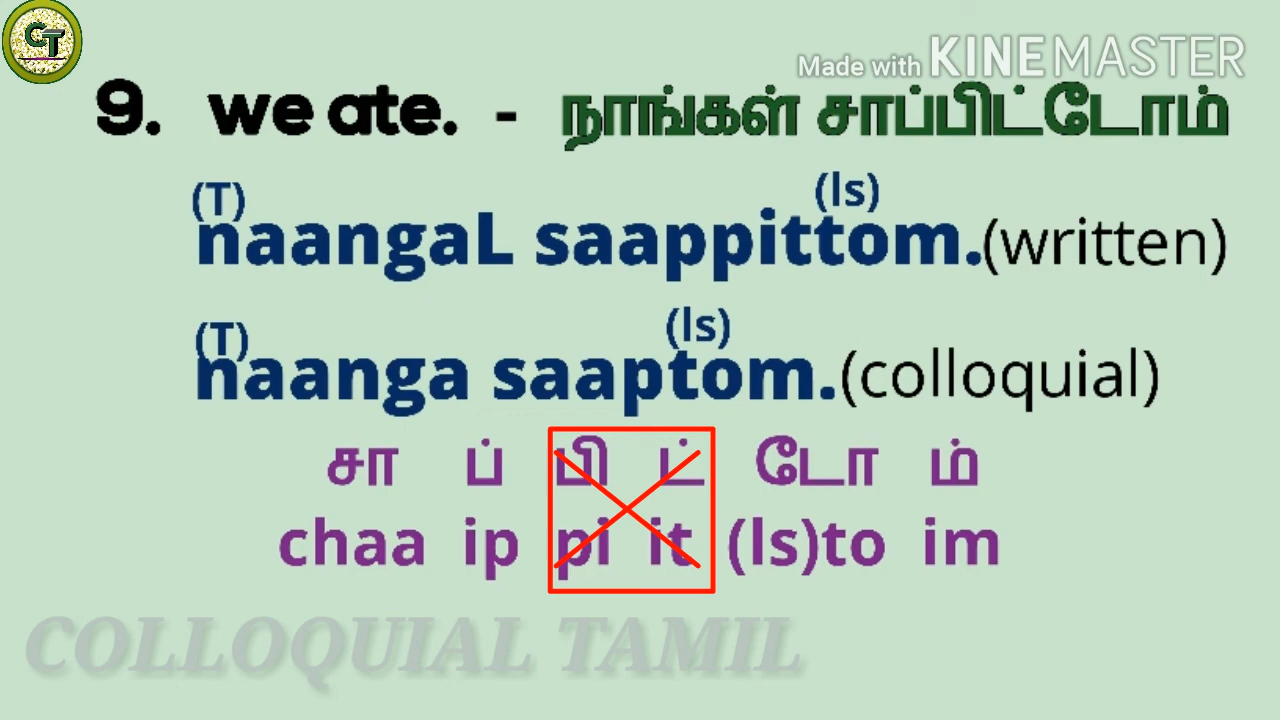 CT
Made with KINEMASTER
9. we ate. - நாங்கள் சாப்பிட்டோம்
(T) (ls)
naangaL saappittom.(written)
(T) (ls)
naanga saaptom.(colloquial)
சா ப் பி ட் டோ ம்
chaa ip pi it (ls)to im
COLLOQUIAL TAMIL